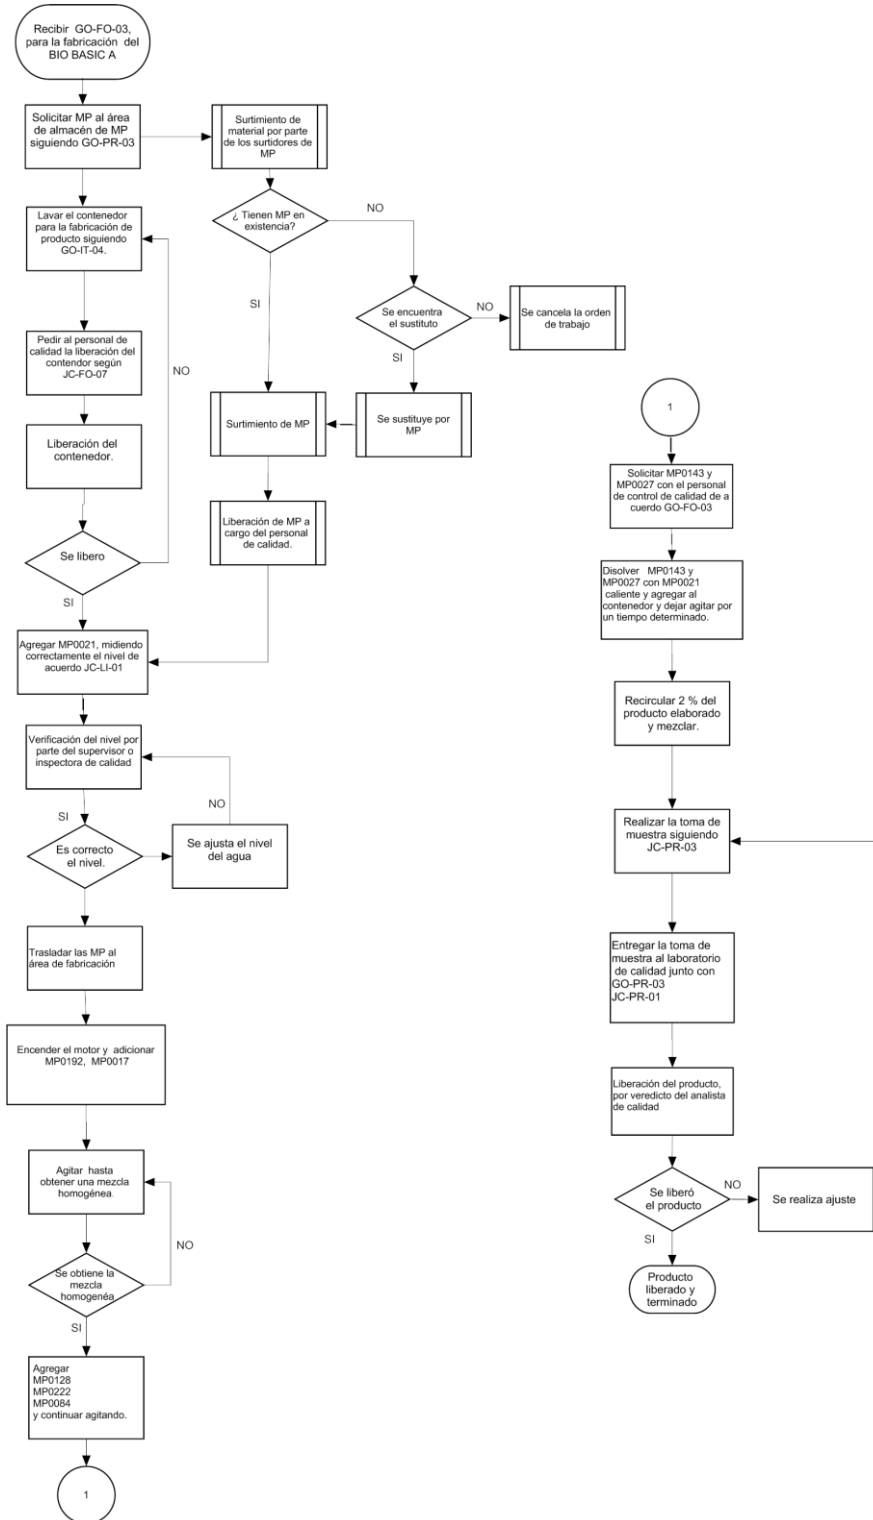 Recibir GO-FO-03,
para la fabricación del
BIO BASIC A
Solicitar MP al área
de almacén de MP
siguiendo GO-PR-03
Surtimiento de
material por parte
de los surtidores de
MP
Lavar el contenedor
para la fabricación de
producto siguiendo
GO-IT-04.
¿ Tienen MP en
existencia?
NO
SI
Se encuentra
el sustituto
NO
Se cancela la orden
de trabajo
SI
Pedir al personal de
calidad la liberación del
contendor según
JC-FO-07
NO
Surtimiento de MP
Se sustituye por
MP
Liberación del
contenedor.
Liberación de MP a
cargo del personal
de calidad.
Se libero
SI
Agregar MP0021, midiendo
correctamente el nivel de
acuerdo JC-LI-01
Verificación del nivel por
parte del supervisor o
inspectora de calidad
NO
SI
Es correcto
el nivel.
Se ajusta el nivel
del agua
Trasladar las MP al
área de fabricación
Encender el motor y adicionar
MP0192, MP0017
Agitar hasta
obtener una mezcla
homogénea.
NO
Se obtiene la
mezcla
homogenéa
SI
Agregar
MP0128
MP0222
MP0084
y continuar agitando.
1
1
Solicitar MP0143 y
MP0027 con el personal
de control de calidad de a
cuerdo GO-FO-03
Disolver MP0143 y
MP0027 con MP0021
caliente y agregar al
contenedor y dejar agitar por
un tiempo determinado.
Recircular 2 % del
producto elaborado
y mezclar.
Realizar la toma de
muestra siguiendo
JC-PR-03
Entregar la toma de
muestra al laboratorio
de calidad junto con
GO-PR-03
JC-PR-01
Liberación del producto,
por veredicto del analista
de calidad
Se liberó
el producto
NO
Se realiza ajuste
SI
Producto
liberado y
terminado